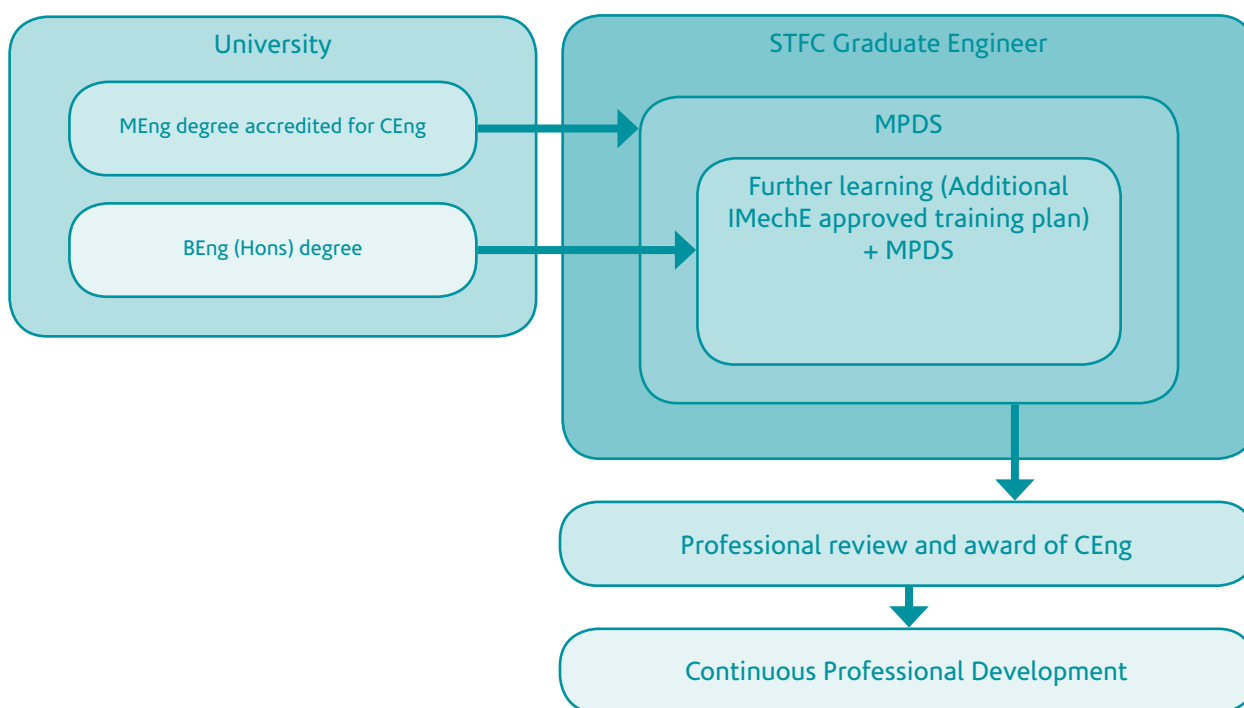 University
MEng degree accredited for CEng
BEng (Hons) degree
STFC Graduate Engineer
MPDS
Further learning (Additional
IMechE approved training plan)
+ MPDS
Professional review and award of CEng
Continuous Professional Development